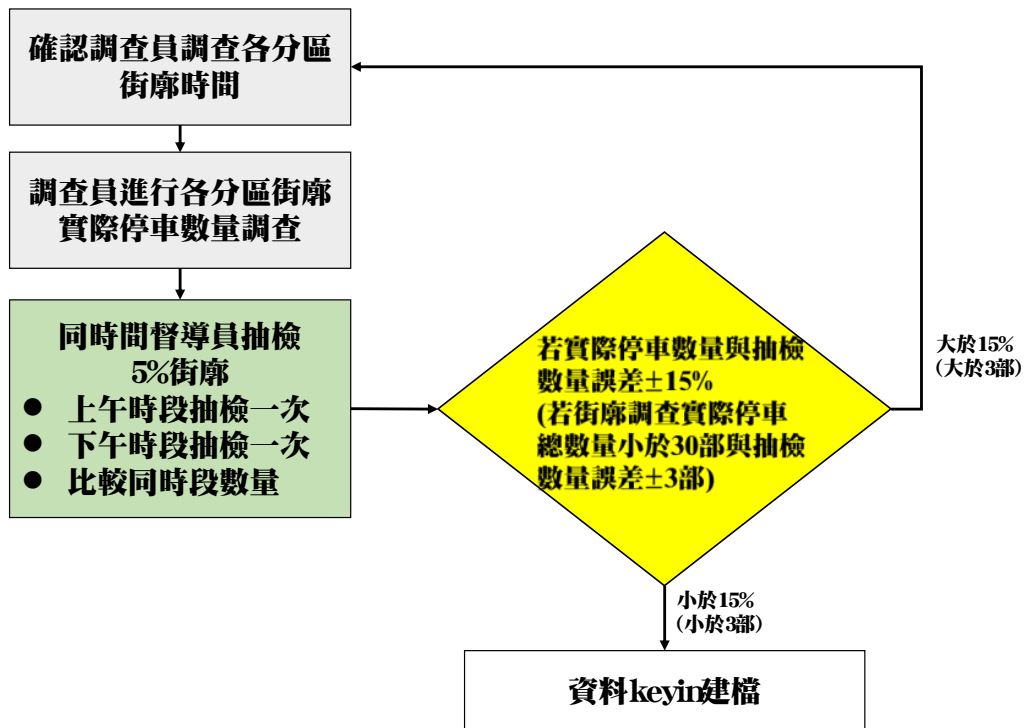 確認調查員調查各分區
街廓時間
調查員進行各分區街廓
實際停車數量調查
同時間督導員抽檢
5%街廓
● 上午時段抽檢一次
● 下午時段抽檢一次
● 比較同時段數量
若實際停車數量與抽檢
數量誤差±15%
(若街廓調查實際停車
總數量小於30部與抽檢
數量誤差±3部)
大於15%
(大於3部)
小於15%
(小於3部)
資料keyin建檔